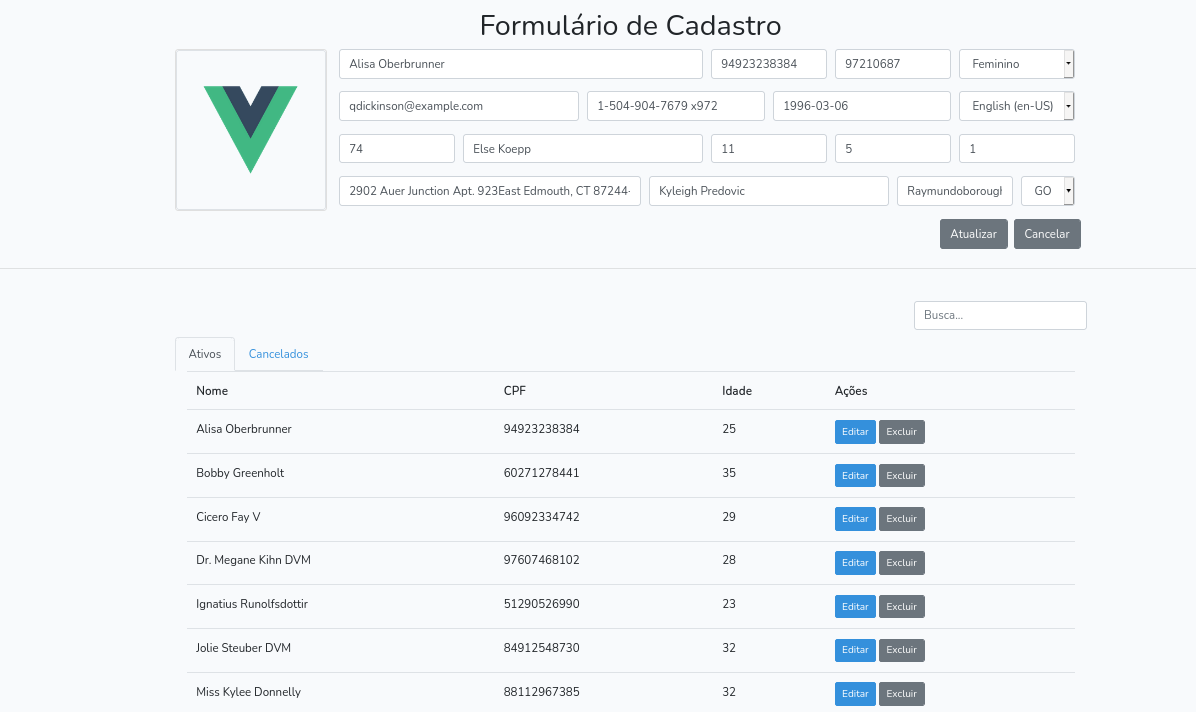 Formulário de Cadastro
Alisa Oberbrunner 94923238384 97210687 Feminino
qdickinson@example.com 1-504-904-7679 x972 1996-03-06 English (en-US)
74 Else Koepp 11 5 1
2902 Auer Junction Apt. 923East Edmouth, CT 87244- Kyleigh Predovic Raymundoborough GO
Atualizar Cancelar
Busca...
Ativos Cancelados
Nome CPF Idade Ações
Alisa Oberbrunner 94923238384 25 Editar Excluir
Bobby Greenholt 60271278441 35 Editar Excluir
Cicero Fay V 96092334742 29 Editar Excluir
Dr. Megane Kihn DVM 97607468102 28 Editar Excluir
Ignatius Runolfsdottir 51290526990 23 Editar Excluir
Jolie Steuber DVM 84912548730 32 Editar Excluir
Miss Kylee Donnelly 88112967385 32 Editar Excluir